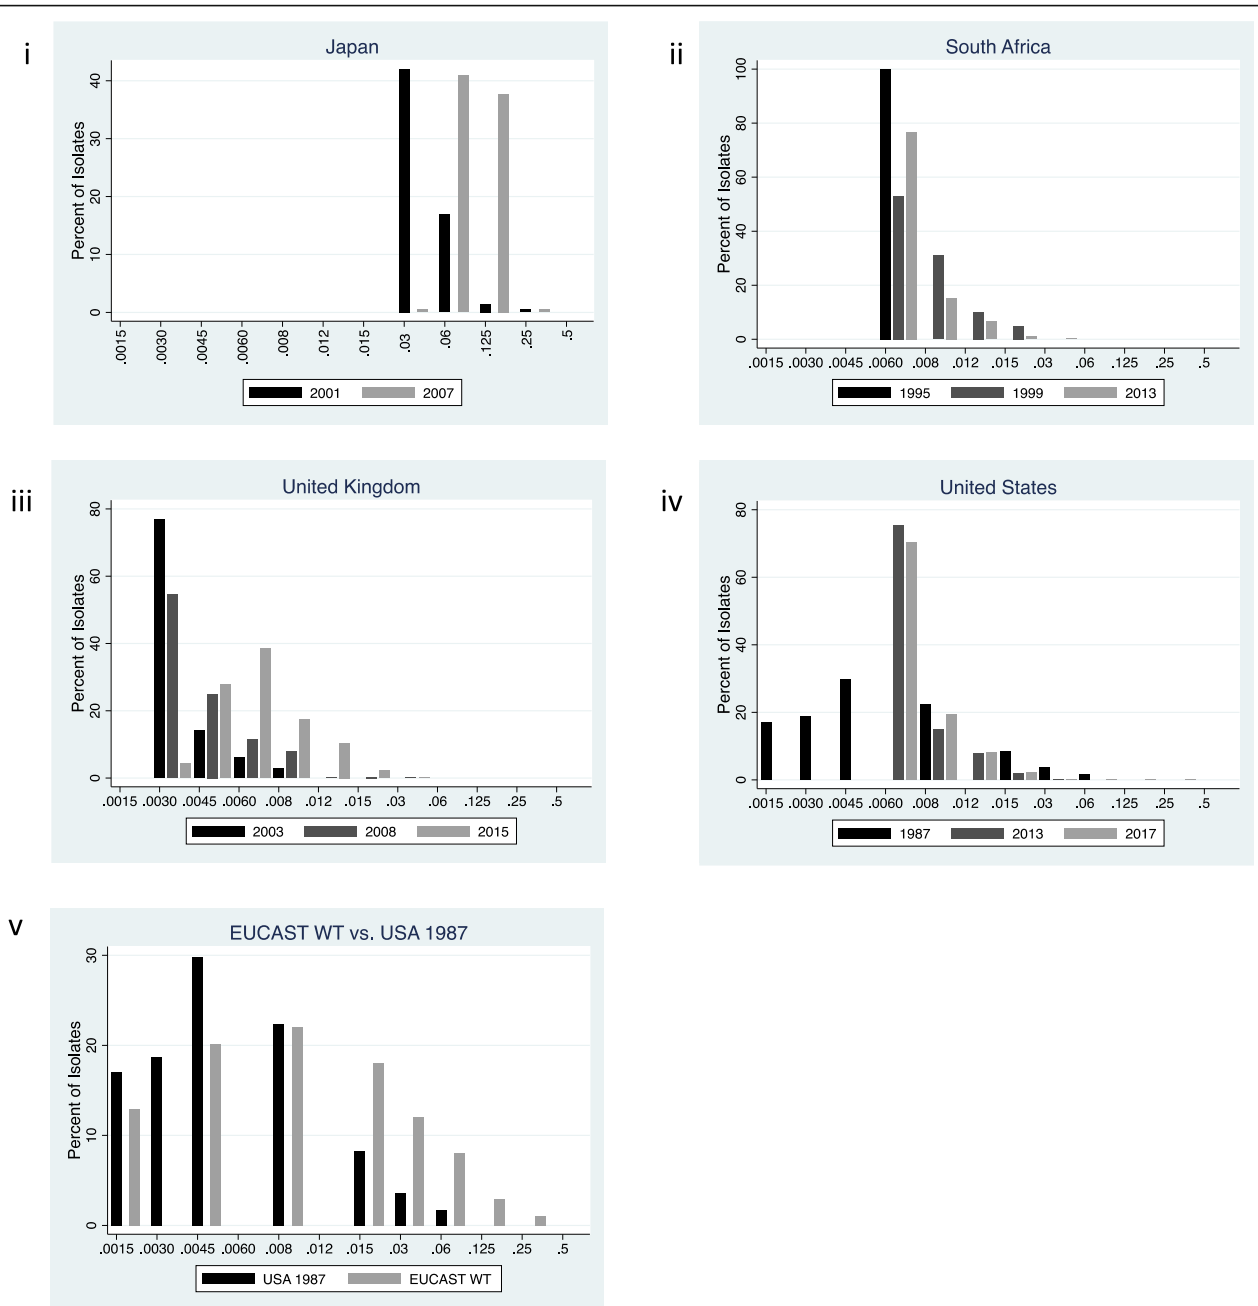 i
Japan
Percent of Isolates
40
30
20
10
0
.0015 .0030 .0045 .0060 .008 .012 .015 .03 .06 .125 .25 .5
2001 2007
ii
South Africa
Percent of Isolates
100
80
60
40
20
0
.0015 .0030 .0045 .0060 .008 .012 .015 .03 .06 .125 .25 .5
1995 1999 2013
iii
United Kingdom
Percent of Isolates
80
60
40
20
0
.0015 .0030 .0045 .0060 .008 .012 .015 .03 .06 .125 .25 .5
2003 2008 2015
iv
United States
Percent of Isolates
80
60
40
20
0
.0015 .0030 .0045 .0060 .008 .012 .015 .03 .06 .125 .25 .5
1987 2013 2017
v
EUCAST WT vs. USA 1987
Percent of Isolates
30
20
10
0
.0015 .0030 .0045 .0060 .008 .012 .015 .03 .06 .125 .25 .5
USA 1987 EUCAST WT